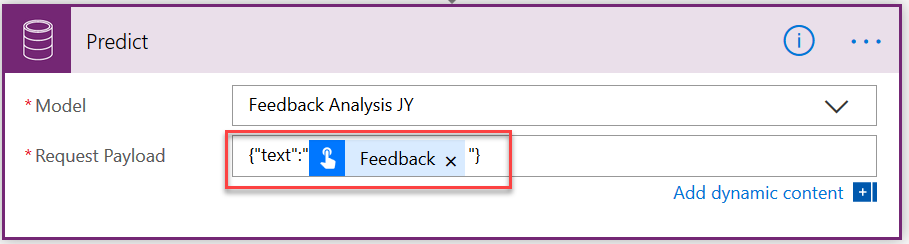 Predict
* Model
Feedback Analysis JY
* Request Payload
{"text":" Feedback × "}
Add dynamic content